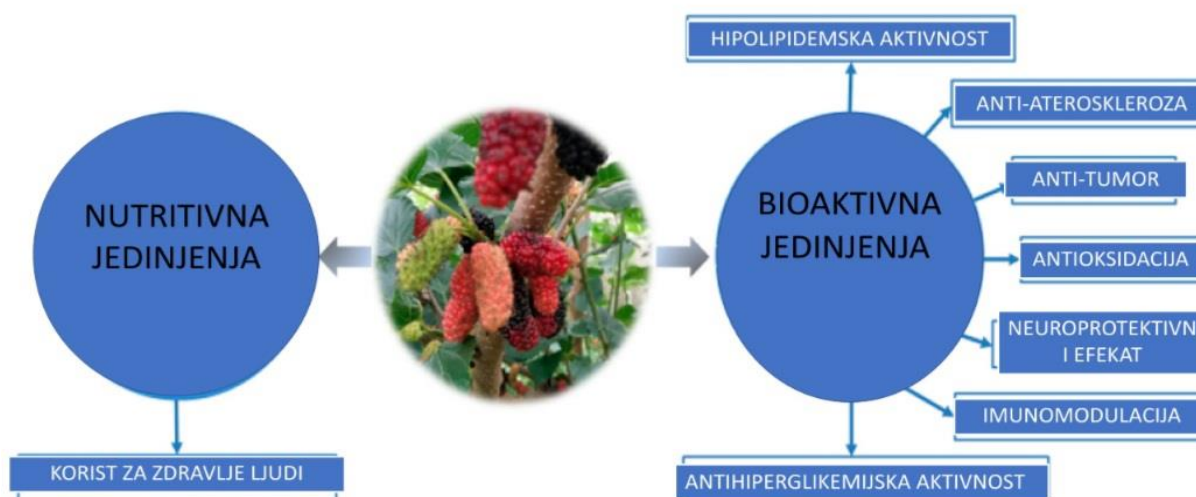 NUTRITIVNA
JEDINJENJA
KORIST ZA ZDRAVLJE LJUDI
BIOAKTIVNA
JEDINJENJA
HIPOLIPIDEMSKA AKTIVNOST
ANTI-ATEROSKLEROZA
ANTI-TUMOR
ANTIOKSIDACIJA
NEUROPROTEKTIVN
I EFEKAT
IMUNOMODULACIJA
ANTIHIPERGLIKEMIJSKA AKTIVNOST